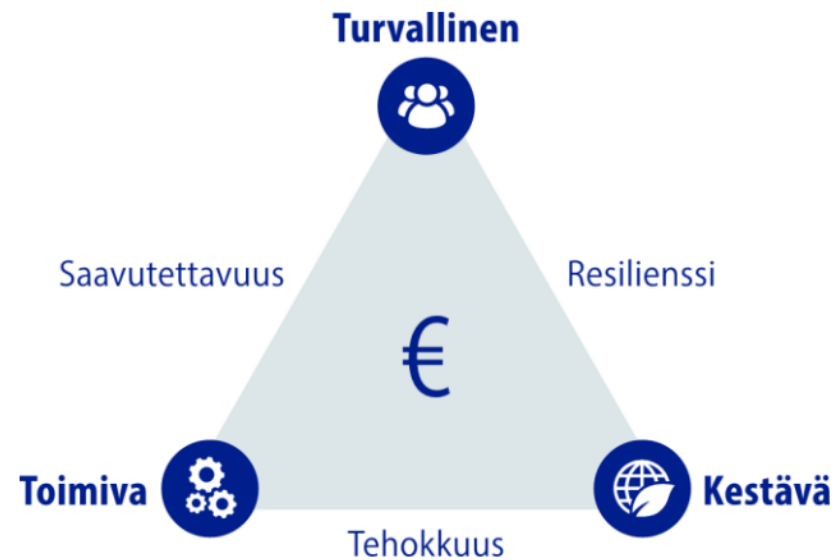 Turvallinen
Saavutettavuus
Resilienssi
€
Toimiva
Kestävä
Tehokkuus